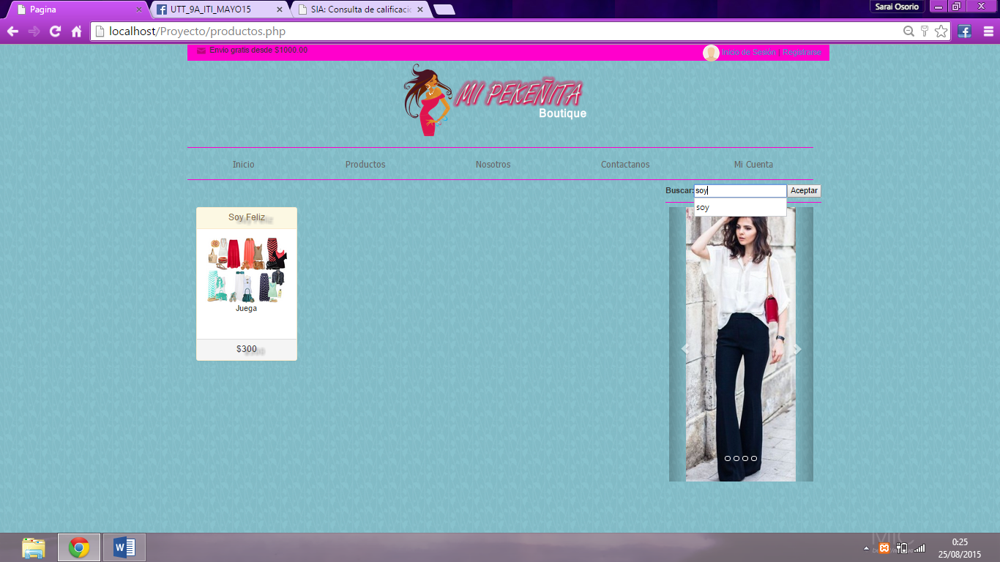 Pagina
UTT_9A_ITI_MAYO15
SIA: Consulta de calificacio
Sarai Osorio
localhost/Proyecto/productos.php
Envio gratis desde $1000.00
Inicio de Sesión | Registrarse
MI PEKEÑITA
Boutique
Inicio Productos Nosotros Contactanos Mi Cuenta
Buscar: soy Aceptar
soy
Soy Feliz
Juega
$300
0:25
25/08/2015